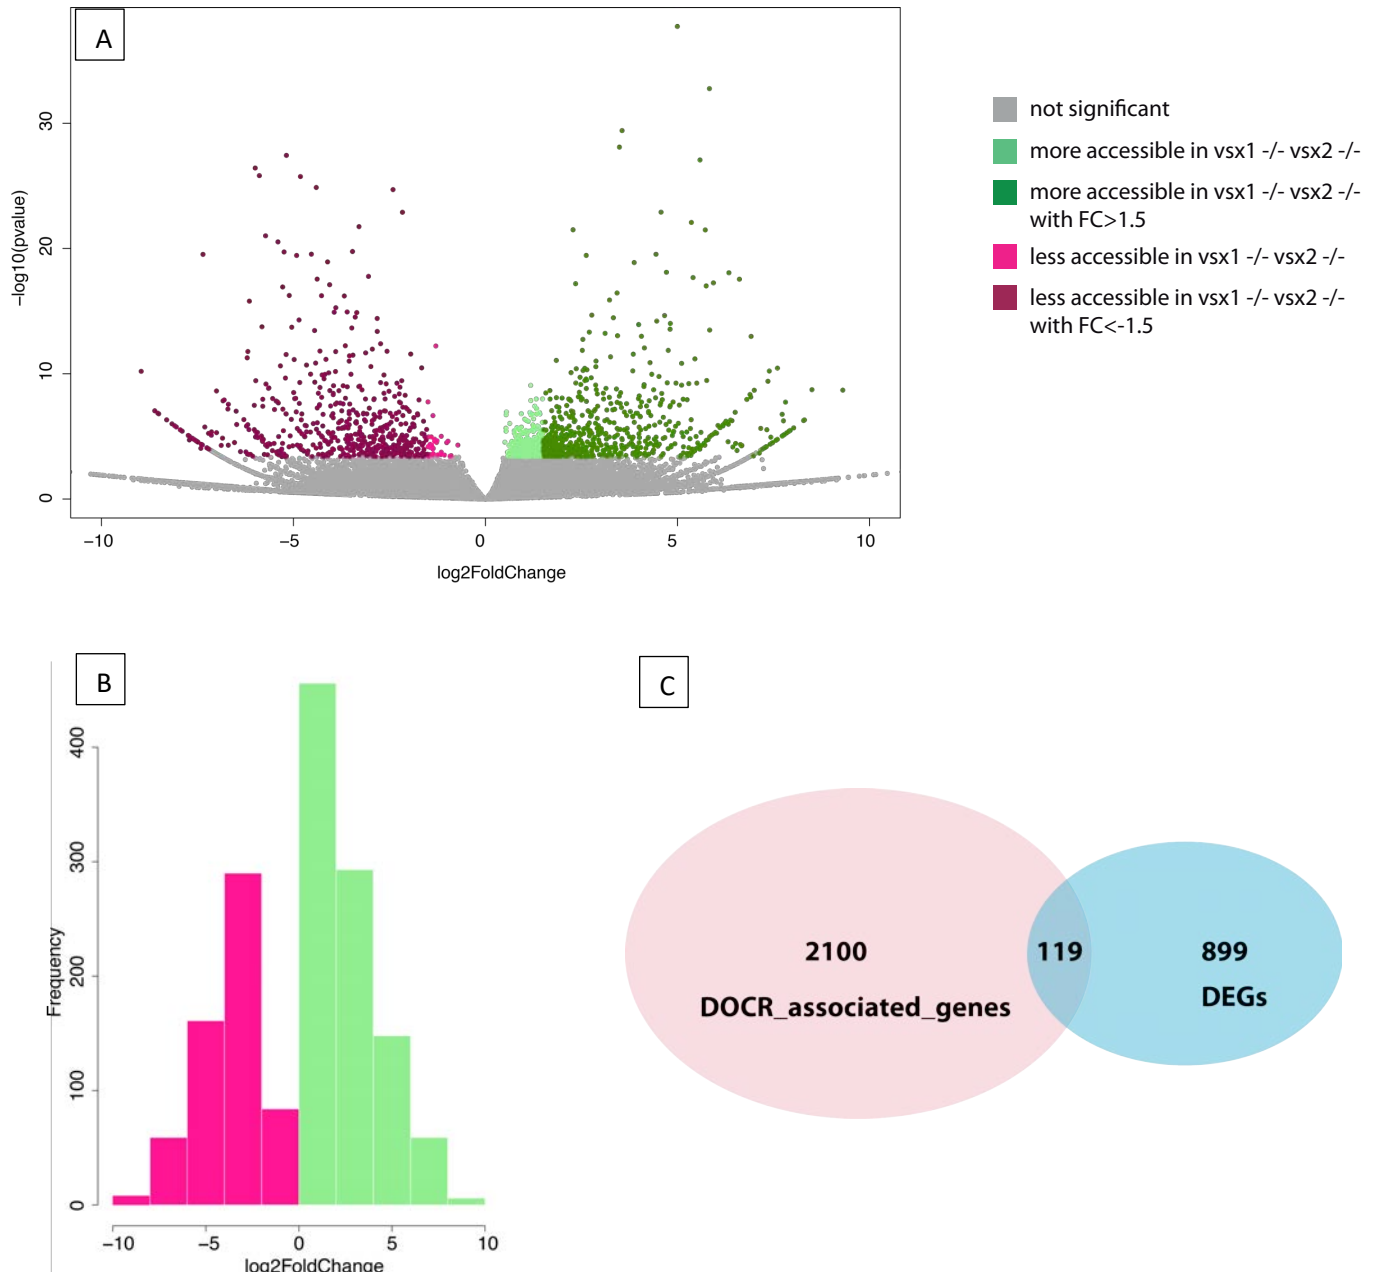 A
30
20
10
0
−log10(pvalue)
−10
−5
0
5
10
log2FoldChange
not significant
more accessible in vsx1 -/- vsx2 -/-
more accessible in vsx1 -/- vsx2 -/-
with FC>1.5
less accessible in vsx1 -/- vsx2 -/-
less accessible in vsx1 -/- vsx2 -/-
with FC<-1.5
B
400
300
200
100
0
Frequency
−10
−5
0
5
10
log2FoldChange
C
2100
DOCR_associated_genes
119
899
DEGs